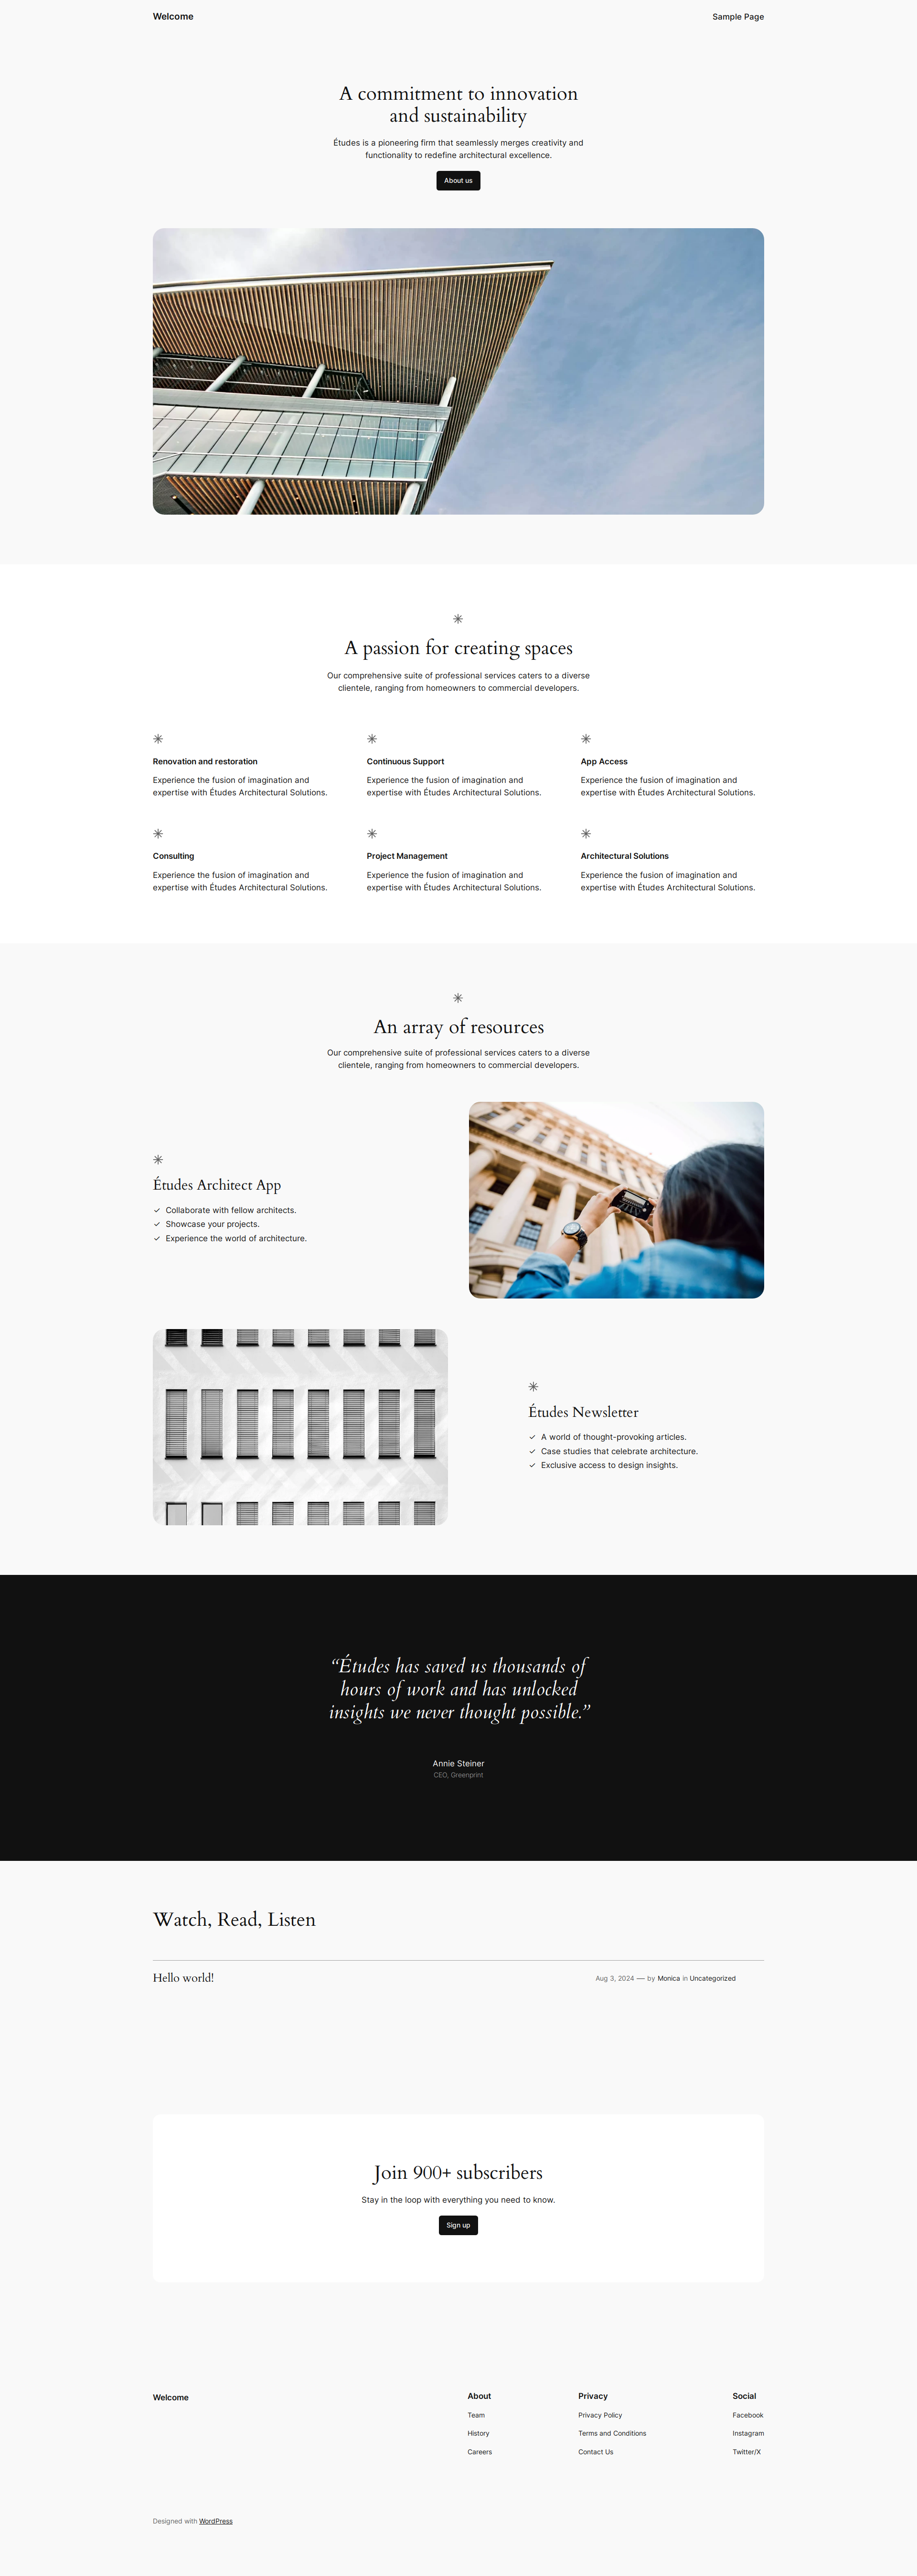 Welcome
Sample Page
A commitment to innovation
and sustainability
Études is a pioneering firm that seamlessly merges creativity and
functionality to redefine architectural excellence.
About us
A passion for creating spaces
Our comprehensive suite of professional services caters to a diverse
clientele, ranging from homeowners to commercial developers.
Renovation and restoration
Experience the fusion of imagination and
expertise with Études Architectural Solutions.
Continuous Support
Experience the fusion of imagination and
expertise with Études Architectural Solutions.
App Access
Experience the fusion of imagination and
expertise with Études Architectural Solutions.
Consulting
Experience the fusion of imagination and
expertise with Études Architectural Solutions.
Project Management
Experience the fusion of imagination and
expertise with Études Architectural Solutions.
Architectural Solutions
Experience the fusion of imagination and
expertise with Études Architectural Solutions.
An array of resources
Our comprehensive suite of professional services caters to a diverse
clientele, ranging from homeowners to commercial developers.
Études Architect App
Collaborate with fellow architects.
Showcase your projects.
Experience the world of architecture.
Études Newsletter
A world of thought-provoking articles.
Case studies that celebrate architecture.
Exclusive access to design insights.
“Études has saved us thousands of
hours of work and has unlocked
insights we never thought possible.”
Annie Steiner
CEO, Greenprint
Watch, Read, Listen
Hello world!
Aug 3, 2024 — by Monica in Uncategorized
Join 900+ subscribers
Stay in the loop with everything you need to know.
Sign up
Welcome
About
Team
History
Careers
Privacy
Privacy Policy
Terms and Conditions
Contact Us
Social
Facebook
Instagram
Twitter/X
Designed with WordPress